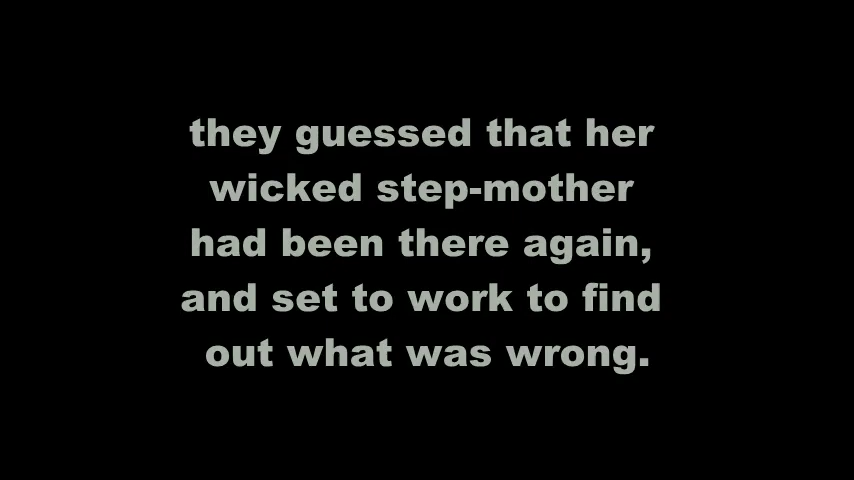 they guessed that her
wicked step-mother
had been there again,
and set to work to find
out what was wrong.